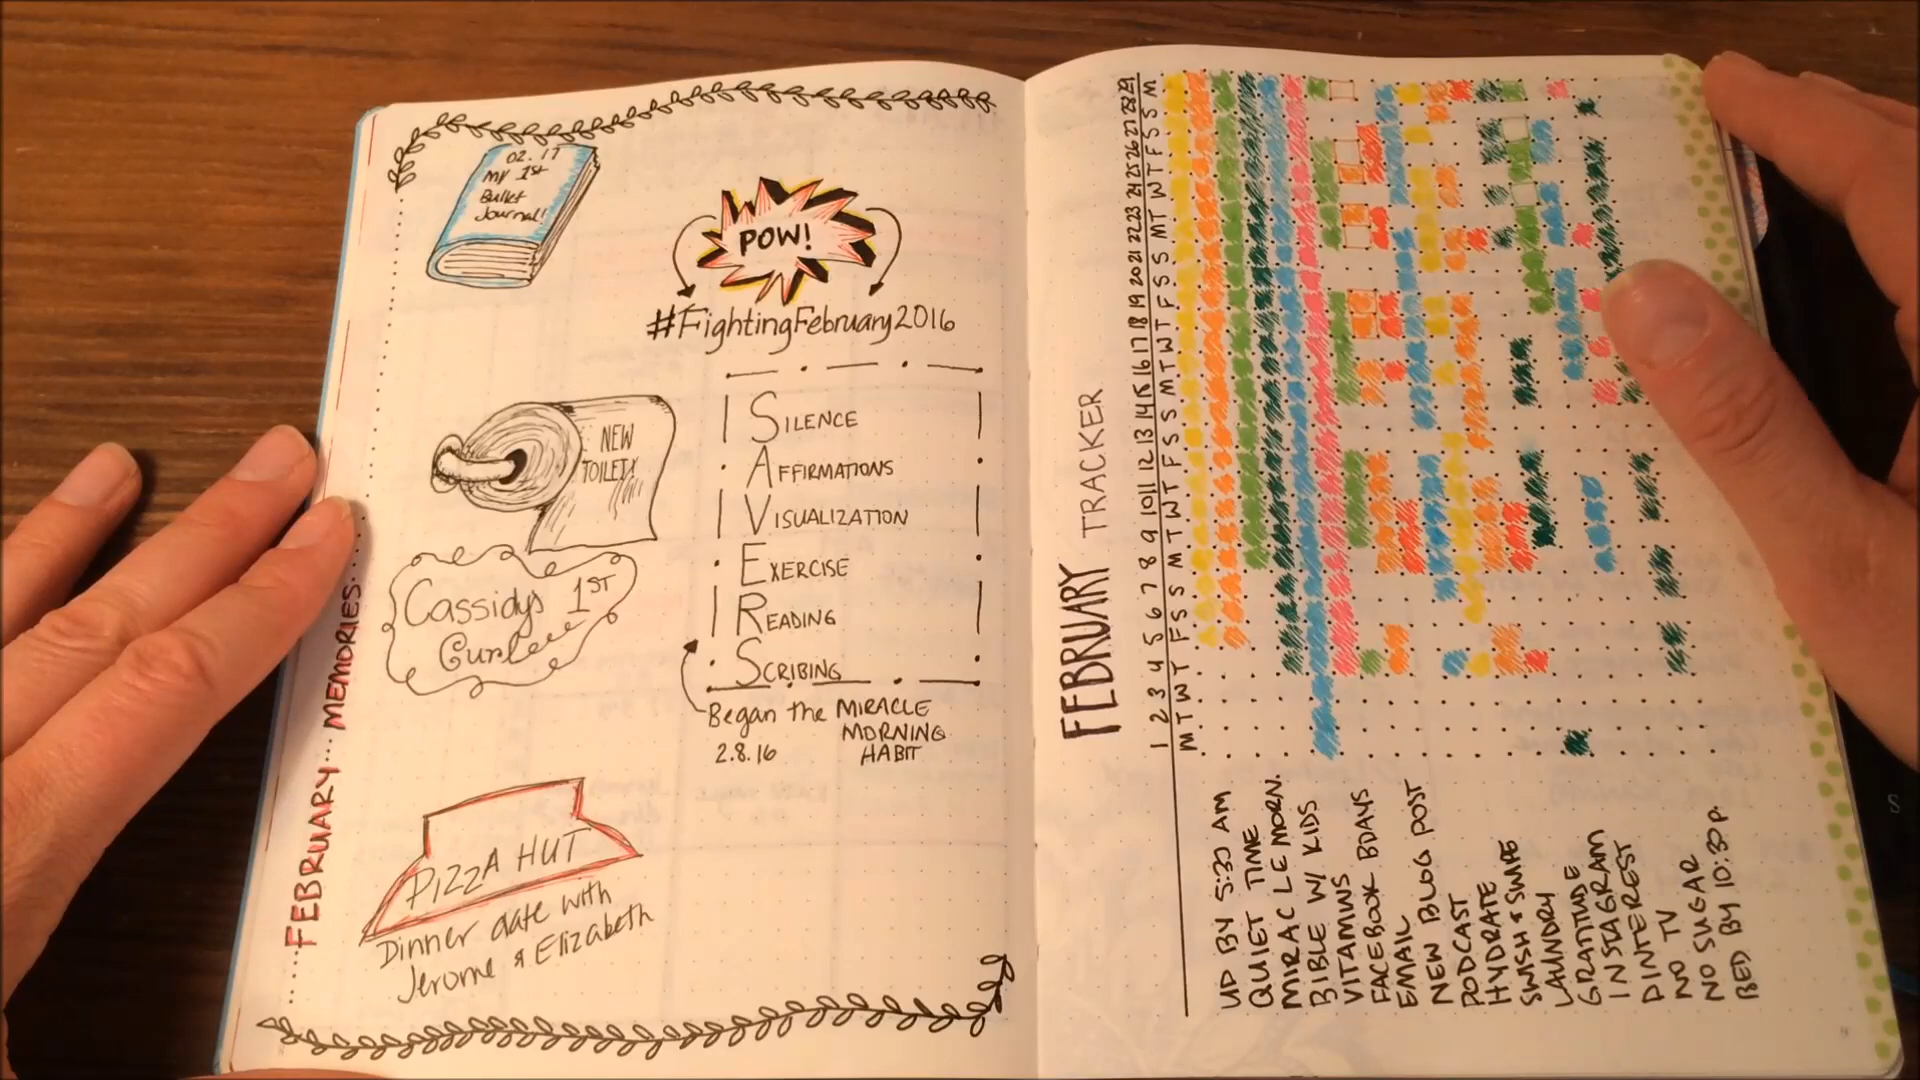 FEBRUARY... MEMORIES...
02.17
My 1st
Bullet
Journal!
POW!
#FightingFebruary2016
NEW
TOILET!
Cassidys 1ST
Curl
SILENCE
AFFIRMATIONS
VISUALIZATION
EXERCISE
READING
SCRIBING
Began the MIRACLE
MORNING
2.8.16 HABIT
PIZZA HUT
Dinner date with
Jerome & Elizabeth
FEBRUARY TRACKER
1 2 3 4 5 6 7 8 9 10 11 12 13 14 15 16 17 18 19 20 21 22 23 24 25 26 27 28 29
M T W T F S S M T W T F S S M T W T F S S M T W T F S S M
UP BY 5:30 AM
QUIET TIME
MIRACLE MORN.
BIBLE W/ KIDS
VITAMINS
FACEBOOK BDAYS
EMAIL
NEW BLOG POST
PODCAST
HYDRATE
SWISH & SWIPE
LAUNDRY
GRATITUDE
INSTAGRAM
PINTEREST
NO TV
NO SUGAR
BED BY 10:30 P.